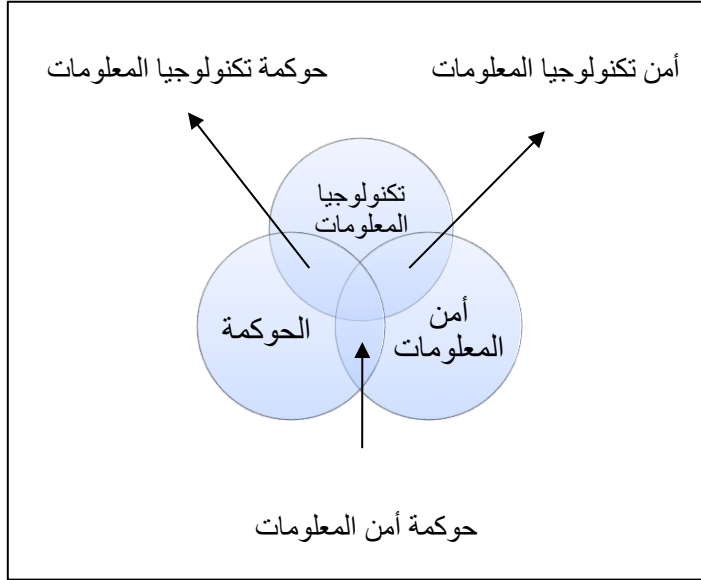 أمن تكنولوجيا المعلومات
حوكمة تكنولوجيا المعلومات
تكنولوجيا
المعلومات
أمن
المعلومات
الحوكمة
حوكمة أمن المعلومات